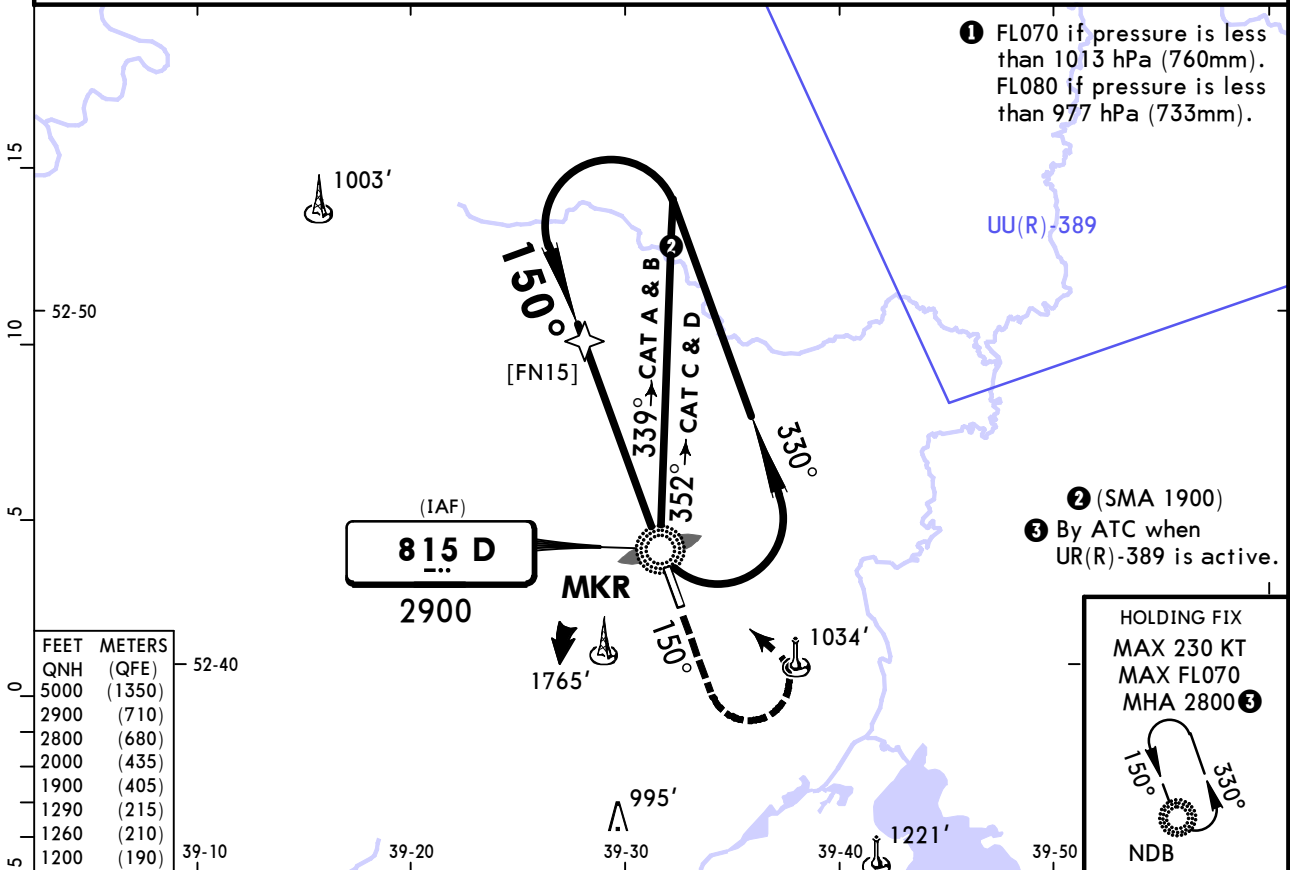 ❶ FL070 if pressure is less
than 1013 hPa (760mm).
FL080 if pressure is less
than 977 hPa (733mm).
15
1003'
UU(R)-389
150°
❷
339°→CAT A & B
352°→CAT C & D
52-50
10
[FN15]
330°
5
(IAF)
815 D
2900
MKR
❷ (SMA 1900)
❸ By ATC when
UR(R)-389 is active.
150°
1034'
1765'
52-40
0
5
FEET METERS
QNH (QFE)
5000 (1350)
2900 (710)
2800 (680)
2000 (435)
1900 (405)
1290 (215)
1260 (210)
1200 (190)
995'
1221'
39-10
39-20
39-30
39-40
39-50
HOLDING FIX
MAX 230 KT
MAX FL070
MHA 2800❸
150°
330°
NDB